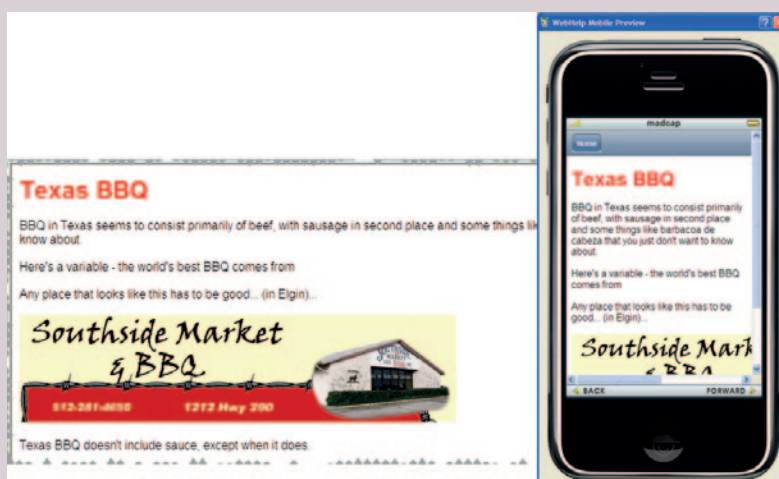 Texas BBQ
BBQ in Texas seems to consist primarily of beef, with sausage in second place and some things lik
know about.
Here's a variable - the world's best BBQ comes from
Any place that looks like this has to be good... (in Elgin)...
Southside Market
& BBQ
512-281-4650 1212 Hwy 290
Texas BBQ doesn't include sauce, except when it does.
WebHelp Mobile Preview
madcap
Home
Texas BBQ
BBQ in Texas seems to consist primarily
of beef, with sausage in second place
and some things like barbacoa de
cabeza that you just don't want to know
about.
Here's a variable - the world's best BBQ
comes from
Any place that looks like this has to be
good... (in Elgin)...
Southside Mark
& BBQ
BACK FORWARD